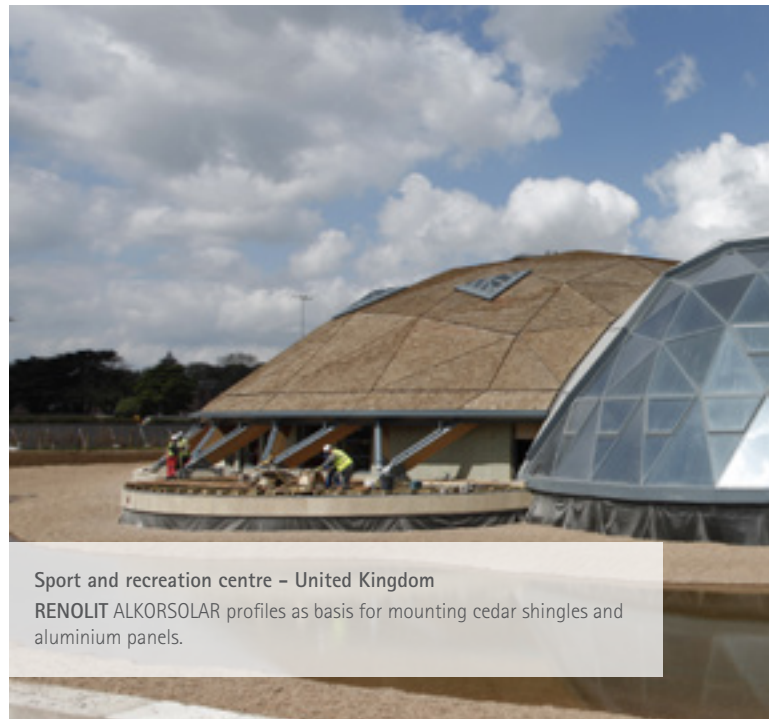 Sport and recreation centre – United Kingdom
RENOLIT ALKORSOLAR profiles as basis for mounting cedar shingles and
aluminium panels.